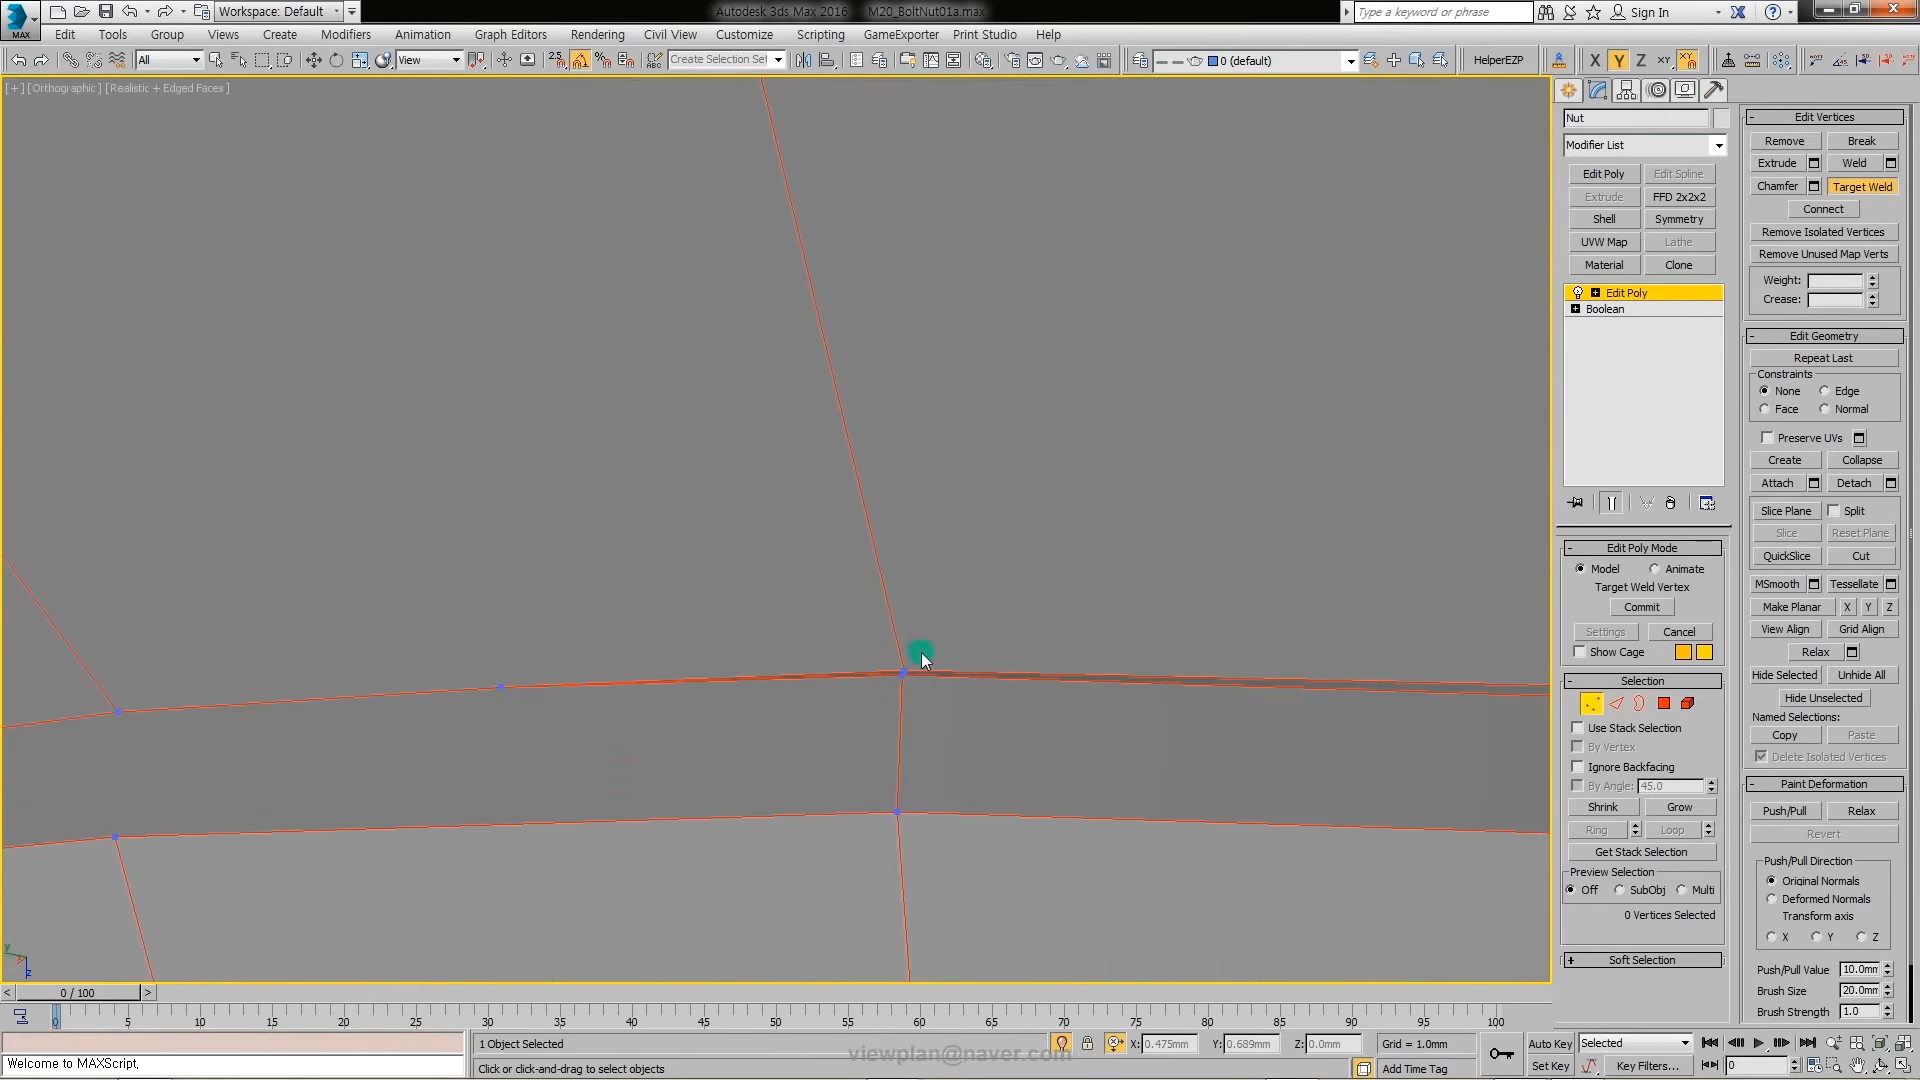 Autodesk 3ds Max 2016 M20_BoltNut01a.max
Workspace: Default
Type a keyword or phrase
Sign In
MAX
Edit Tools Group Views Create Modifiers Animation Graph Editors Rendering Civil View Customize Scripting GameExporter Print Studio Help
All
View
2.5
Create Selection Set
0 (default)
HelperEZP
X Y Z XY
[+] [Orthographic ] [Realistic + Edged Faces ]
Nut
Modifier List
Edit Poly Edit Spline
Extrude FFD 2x2x2
Shell Symmetry
UVW Map Lathe
Material Clone
Edit Poly
Boolean
Edit Poly Mode
Model Animate
Target Weld Vertex
Commit
Settings Cancel
Show Cage
Selection
Use Stack Selection
By Vertex
Ignore Backfacing
By Angle: 45.0
Shrink Grow
Ring Loop
Get Stack Selection
Preview Selection
Off SubObj Multi
0 Vertices Selected
Soft Selection
Edit Vertices
Remove Break
Extrude Weld
Chamfer Target Weld
Connect
Remove Isolated Vertices
Remove Unused Map Verts
Weight:
Crease:
Edit Geometry
Repeat Last
Constraints
None Edge
Face Normal
Preserve UVs
Create Collapse
Attach Detach
Slice Plane Split
Slice Reset Plane
QuickSlice Cut
MSmooth Tessellate
Make Planar X Y Z
View Align Grid Align
Relax
Hide Selected Unhide All
Hide Unselected
Named Selections:
Copy Paste
Delete Isolated Vertices
Paint Deformation
Push/Pull Relax
Revert
Push/Pull Direction
Original Normals
Deformed Normals
Transform axis
X Y Z
Push/Pull Value 10.0mm
Brush Size 20.0mm
Brush Strength 1.0
0 / 100
0 5 10 15 20 25 30 35 40 45 50 55 60 65 70 75 80 85 90 95 100
1 Object Selected
X: 0.475mm Y: 0.689mm Z: 0.0mm
Grid = 1.0mm
Auto Key Selected
viewplan@naver.com
Welcome to MAXScript,
Click or click-and-drag to select objects
Add Time Tag
Set Key Key Filters...
0